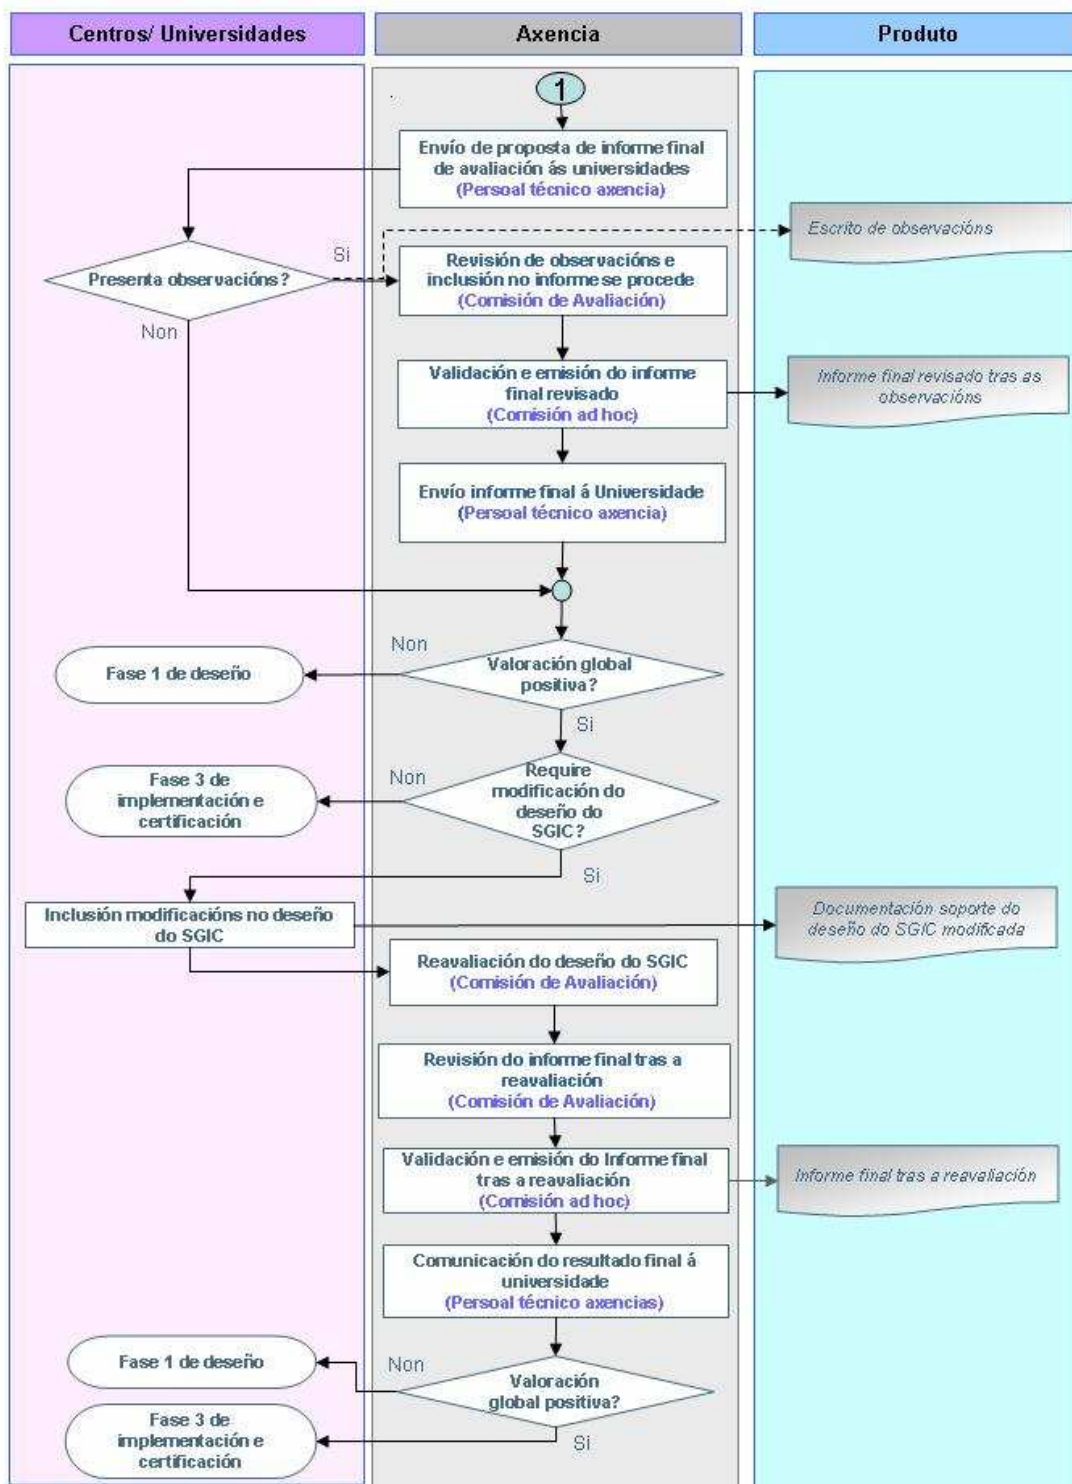 Centros/ Universidades
Axencia
Produto
1
Envío de proposta de informe final
de avaliación ás universidades
(Persoal técnico axencia)
Escrito de observacións
Si
Presenta observacións?
Revisión de observacións e
inclusión no informe se procede
(Comisión de Avaliación)
Non
Validación e emisión do informe
final revisado
(Comisión ad hoc)
Informe final revisado tras as
observacións
Envío informe final á Universidade
(Persoal técnico axencia)
Non
Valoración global
positiva?
Fase 1 de deseño
Si
Non
Require
modificación do
deseño do
SGIC?
Fase 3 de
implementación e
certificación
Si
Inclusión modificacións no deseño
do SGIC
Documentación soporte do
deseño do SGIC modificada
Reavaliación do deseño do SGIC
(Comisión de Avaliación)
Revisión do informe final tras a
reavaliación
(Comisión de Avaliación)
Validación e emisión do Informe final
tras a reavaliación
(Comisión ad hoc)
Informe final tras a reavaliación
Comunicación do resultado final á
universidade
(Persoal técnico axencias)
Fase 1 de deseño
Non
Valoración
global positiva?
Fase 3 de
implementación e
certificación
Si